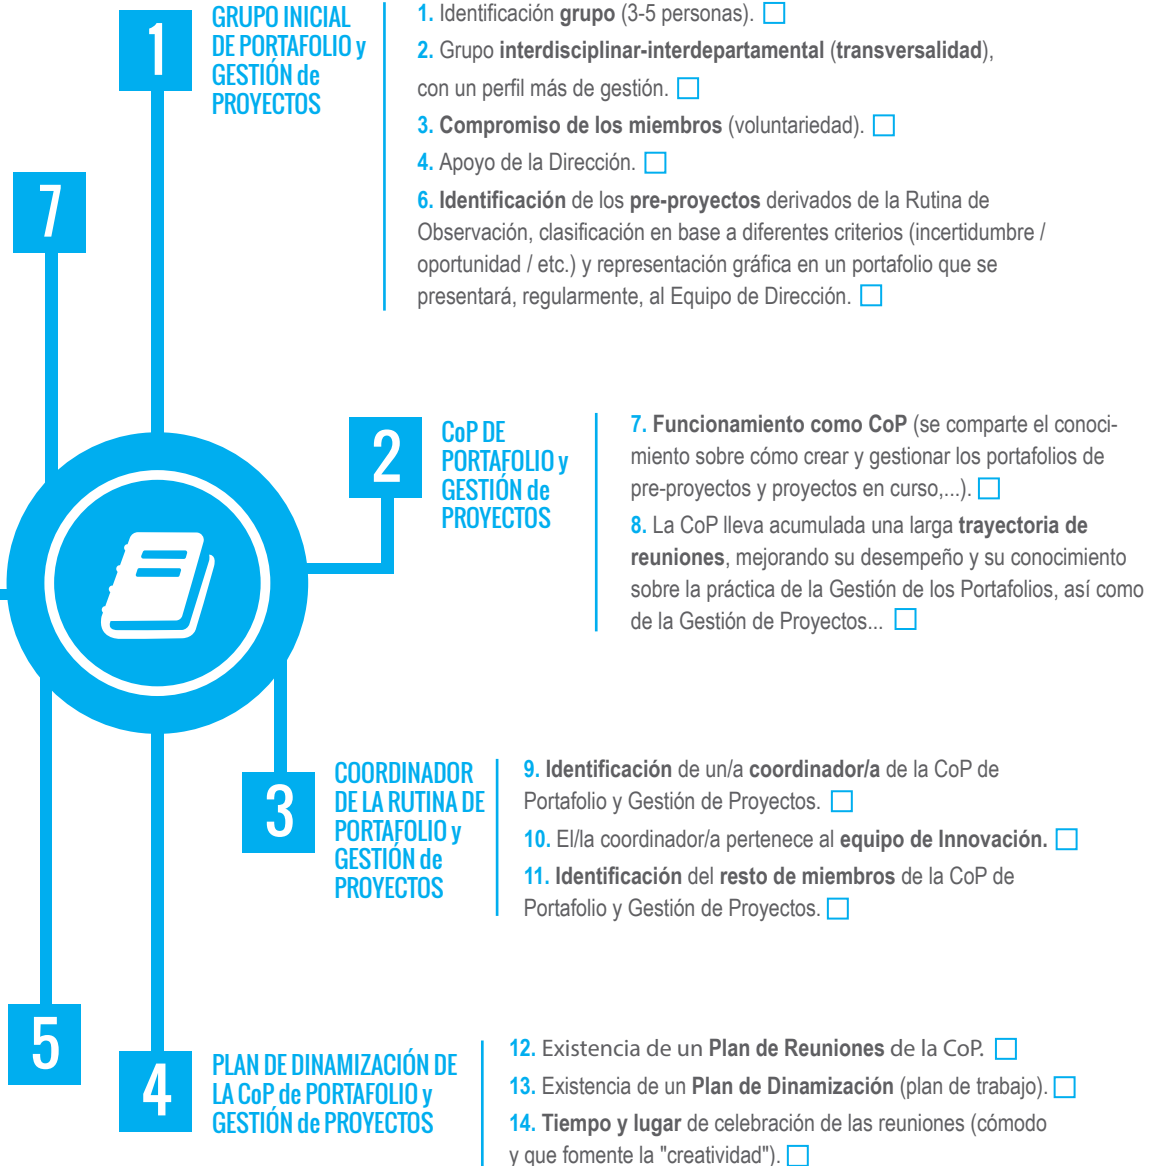 1
GRUPO INICIAL
DE PORTAFOLIO y
GESTIÓN de
PROYECTOS
1. Identificación grupo (3-5 personas).
2. Grupo interdisciplinar-interdepartamental (transversalidad),
con un perfil más de gestión.
3. Compromiso de los miembros (voluntariedad).
4. Apoyo de la Dirección.
6. Identificación de los pre-proyectos derivados de la Rutina de
Observación, clasificación en base a diferentes criterios (incertidumbre /
oportunidad / etc.) y representación gráfica en un portafolio que se
presentará, regularmente, al Equipo de Dirección.
7
2
CoP DE
PORTAFOLIO y
GESTIÓN de
PROYECTOS
7. Funcionamiento como CoP (se comparte el conoci-
miento sobre cómo crear y gestionar los portafolios de
pre-proyectos y proyectos en curso,...).
8. La CoP lleva acumulada una larga trayectoria de
reuniones, mejorando su desempeño y su conocimiento
sobre la práctica de la Gestión de los Portafolios, así como
de la Gestión de Proyectos...
3
COORDINADOR
DE LA RUTINA DE
PORTAFOLIO y
GESTIÓN de
PROYECTOS
9. Identificación de un/a coordinador/a de la CoP de
Portafolio y Gestión de Proyectos.
10. El/la coordinador/a pertenece al equipo de Innovación.
11. Identificación del resto de miembros de la CoP de
Portafolio y Gestión de Proyectos.
5
4
PLAN DE DINAMIZACIÓN DE
LA CoP de PORTAFOLIO y
GESTIÓN de PROYECTOS
12. Existencia de un Plan de Reuniones de la CoP.
13. Existencia de un Plan de Dinamización (plan de trabajo).
14. Tiempo y lugar de celebración de las reuniones (cómodo
y que fomente la "creatividad").